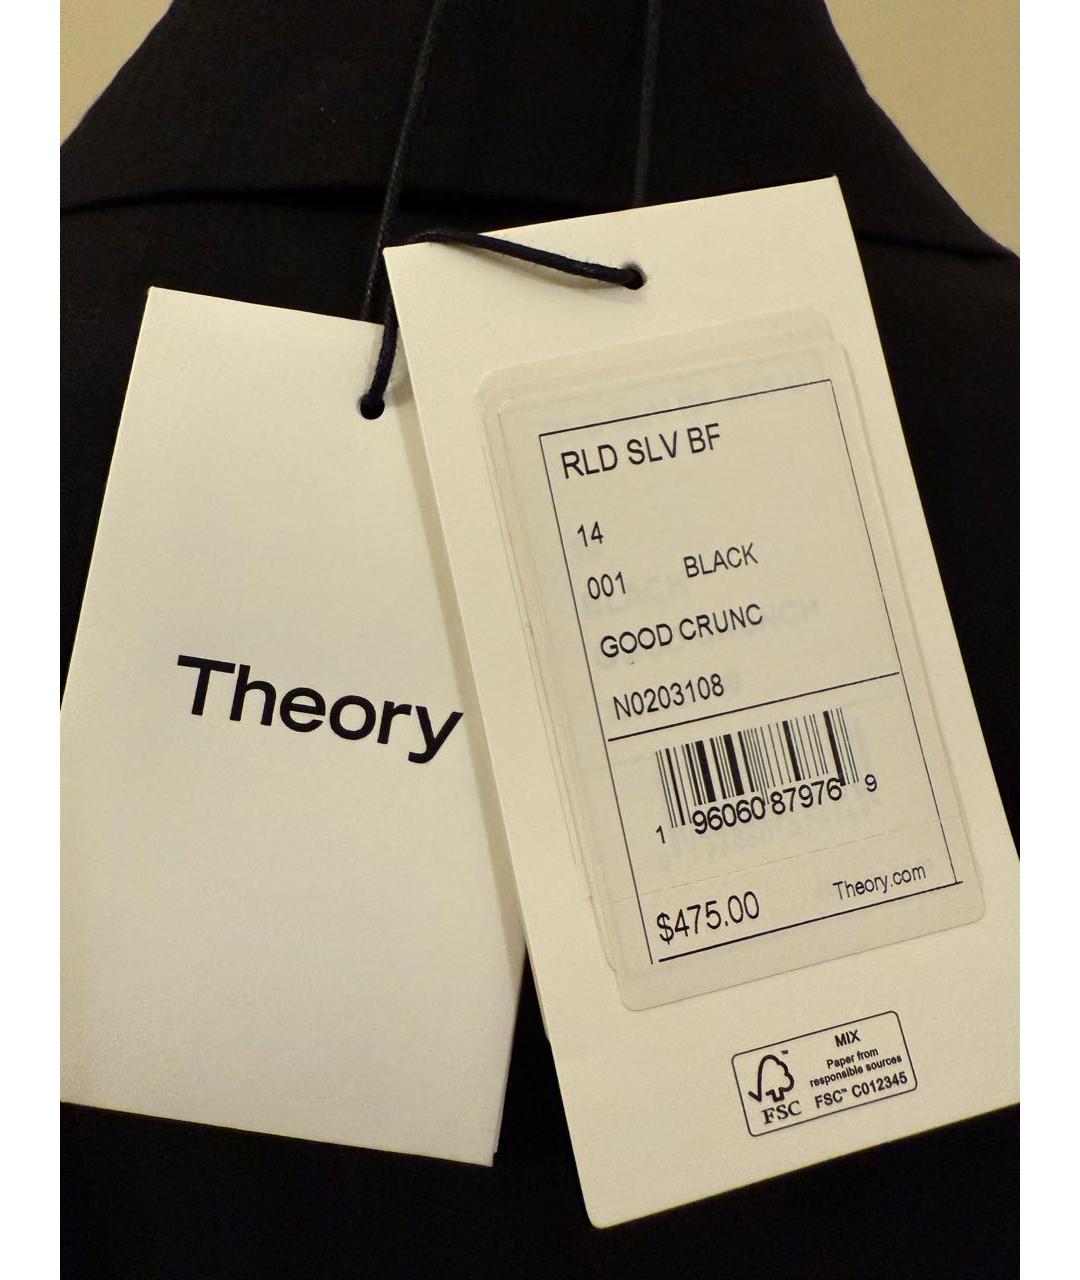 Theory
RLD SLV BF
14
001 BLACK
GOOD CRUNC
N0203108
1 96060 87976 9
$475.00 Theory.com
MIX
Paper from
responsible sources
FSC™ C012345
FSC